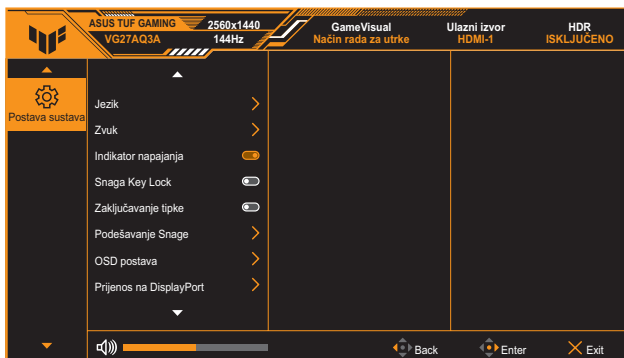 ASUS TUF GAMING 2560x1440 GameVisual Ulazni izvor HDR
VG27AQ3A 144Hz Način rada za utrke HDMI-1 ISKLJUČENO
Postava sustava
Jezik
Zvuk
Indikator napajanja
Snaga Key Lock
Zaključavanje tipke
Podešavanje Snage
OSD postava
Prijenos na DisplayPort
Back Enter Exit